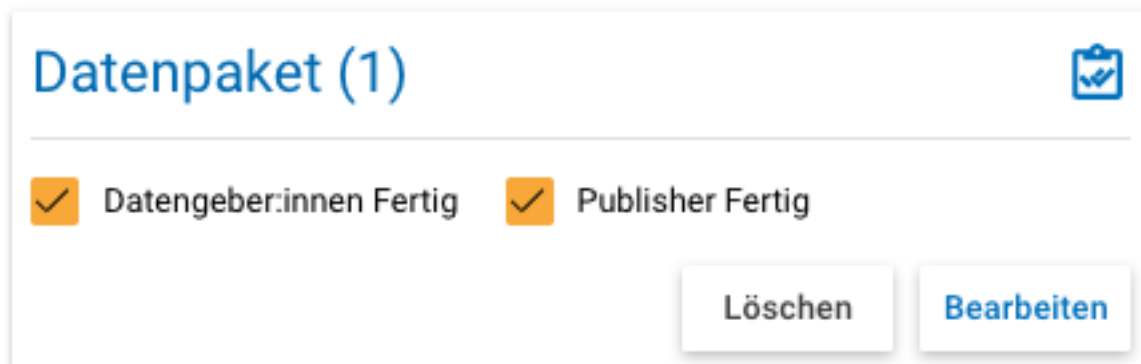 Datenpaket (1)
Datengeber:innen Fertig Publisher Fertig
Löschen Bearbeiten